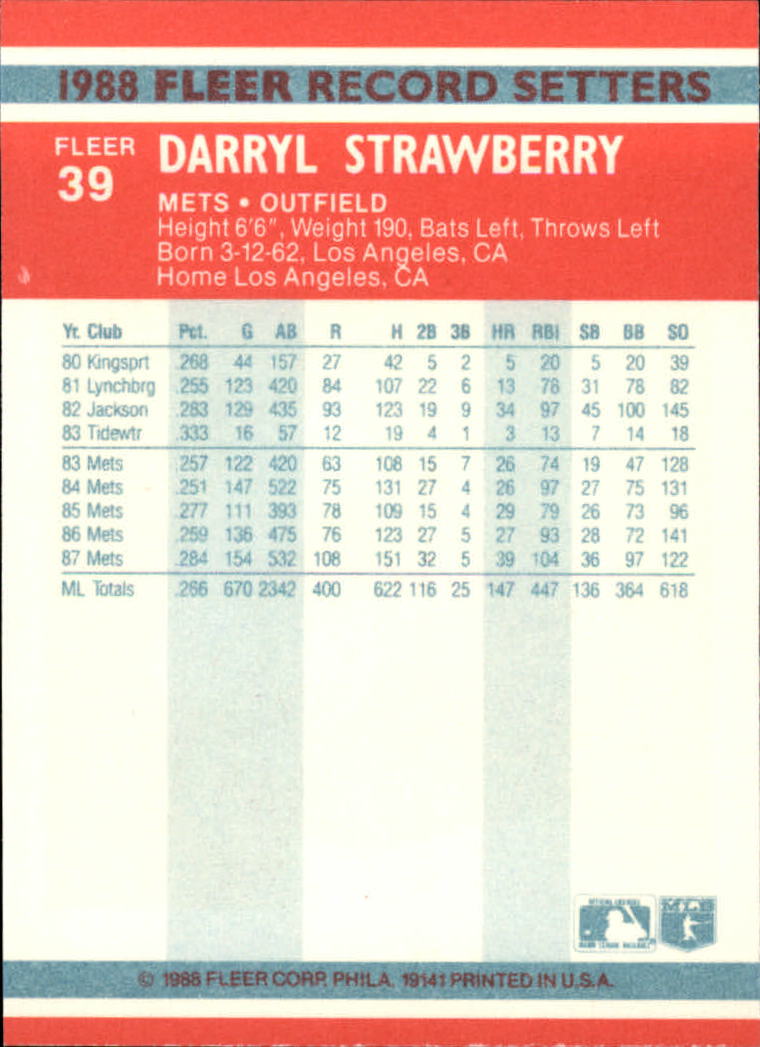 1988 FLEER RECORD SETTERS
FLEER
39
DARRYL STRAWBERRY
METS • OUTFIELD
Height 6'6", Weight 190, Bats Left, Throws Left
Born 3-12-62, Los Angeles, CA
Home Los Angeles, CA
Yr. Club Pct. G AB R H 2B 3B HR RBI SB BB SO
80 Kingsprt .268 44 157 27 42 5 2 5 20 5 20 39
81 Lynchbrg .255 123 420 84 107 22 6 13 78 31 78 82
82 Jackson .283 129 435 93 123 19 9 34 97 45 100 145
83 Tidewtr .333 16 57 12 19 4 1 3 13 7 14 18
83 Mets .257 122 420 63 108 15 7 26 74 19 47 128
84 Mets .251 147 522 75 131 27 4 26 97 27 75 131
85 Mets .277 111 393 78 109 15 4 29 79 26 73 96
86 Mets .259 136 475 76 123 27 5 27 93 28 72 141
87 Mets .284 154 532 108 151 32 5 39 104 36 97 122
ML Totals .266 670 2342 400 622 116 25 147 447 136 364 618
MLB
© 1988 FLEER CORP. PHILA. 19141 PRINTED IN U.S.A.